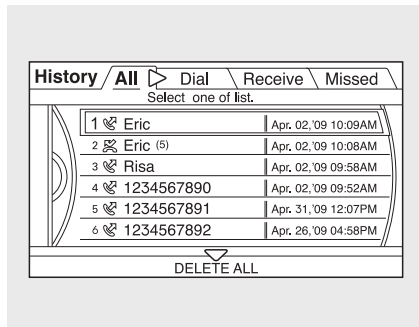 History All Dial Receive Missed
Select one of list.
1 Eric Apr. 02,'09 10:09AM
2 Eric (5) Apr. 02,'09 10:08AM
3 Risa Apr. 02,'09 09:58AM
4 1234567890 Apr. 02,'09 09:52AM
5 1234567891 Apr. 31,'09 12:07PM
6 1234567892 Apr. 26,'09 04:58PM
DELETE ALL